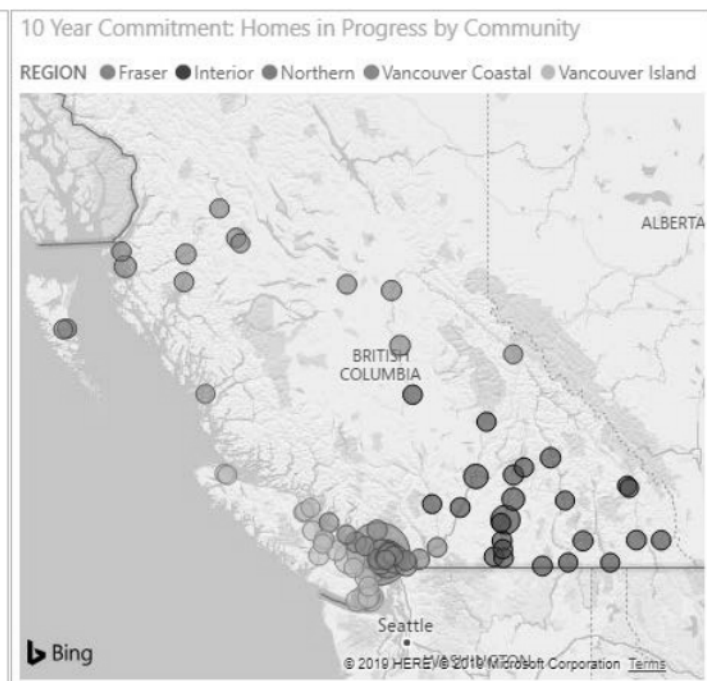 10 Year Commitment: Homes in Progress by Community
REGION Fraser Interior Northern Vancouver Coastal Vancouver Island
ALBERTA
BRITISH
COLUMBIA
Seattle
WASHINGTON
Bing
© 2019 HERE, © 2019 Microsoft Corporation Terms